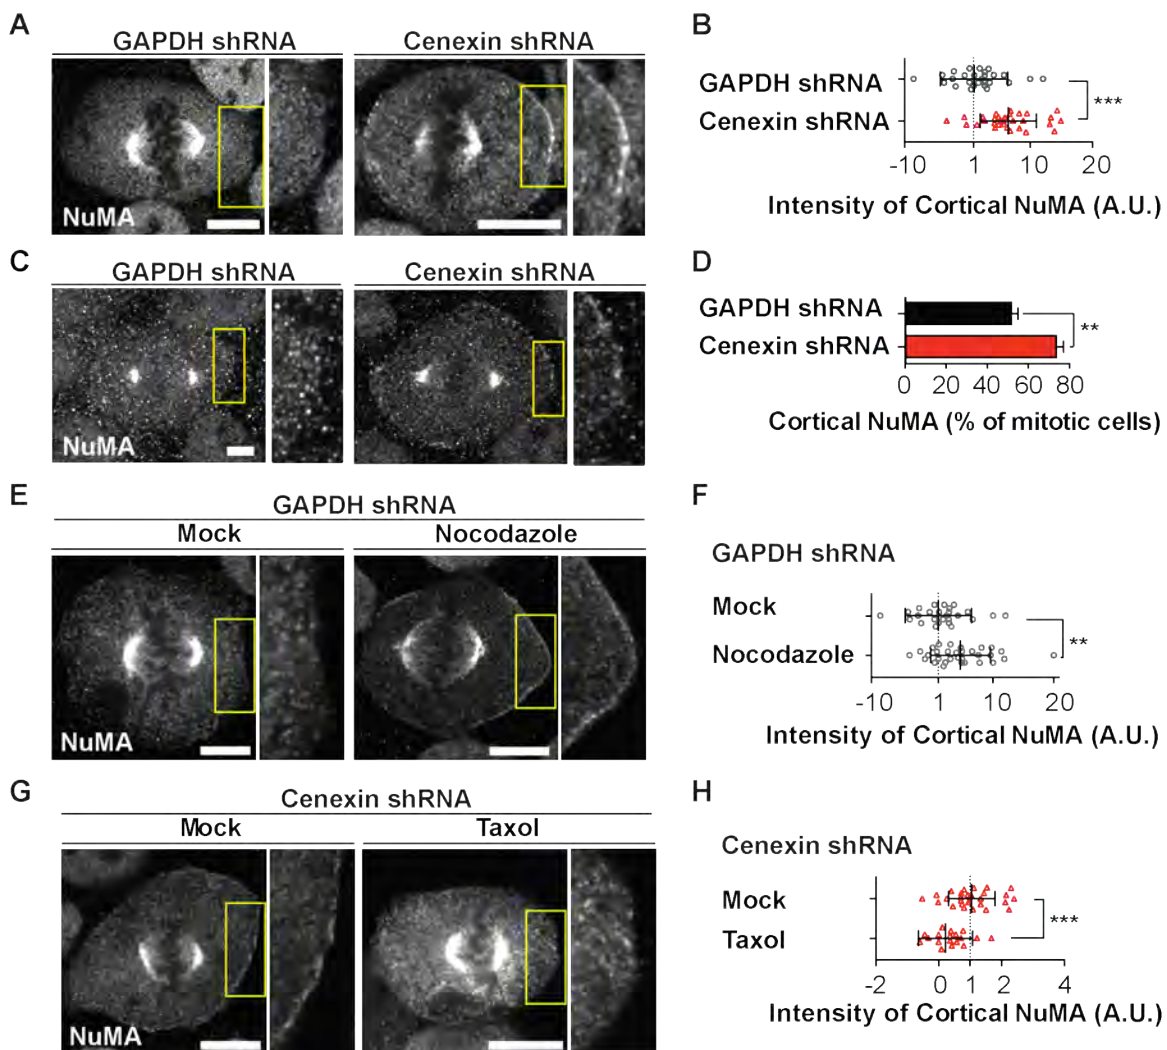 A
GAPDH shRNA
Cenexin shRNA
NuMA
B
GAPDH shRNA
Cenexin shRNA
***
-10 1 10 20
Intensity of Cortical NuMA (A.U.)
C
GAPDH shRNA
Cenexin shRNA
NuMA
D
GAPDH shRNA
Cenexin shRNA
**
0 20 40 60 80
Cortical NuMA (% of mitotic cells)
E
GAPDH shRNA
Mock
Nocodazole
NuMA
F
GAPDH shRNA
Mock
Nocodazole
**
-10 1 10 20
Intensity of Cortical NuMA (A.U.)
G
Cenexin shRNA
Mock
Taxol
NuMA
H
Cenexin shRNA
Mock
Taxol
***
-2 0 1 2 4
Intensity of Cortical NuMA (A.U.)